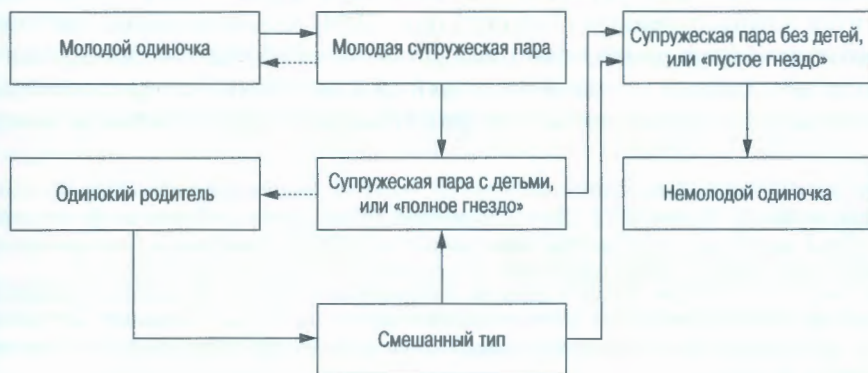 Молодой одиночка
Молодая супружеская пара
Супружеская пара без детей,
или «пустое гнездо»
Одинокий родитель
Супружеская пара с детьми,
или «полное гнездо»
Немолодой одиночка
Смешанный тип